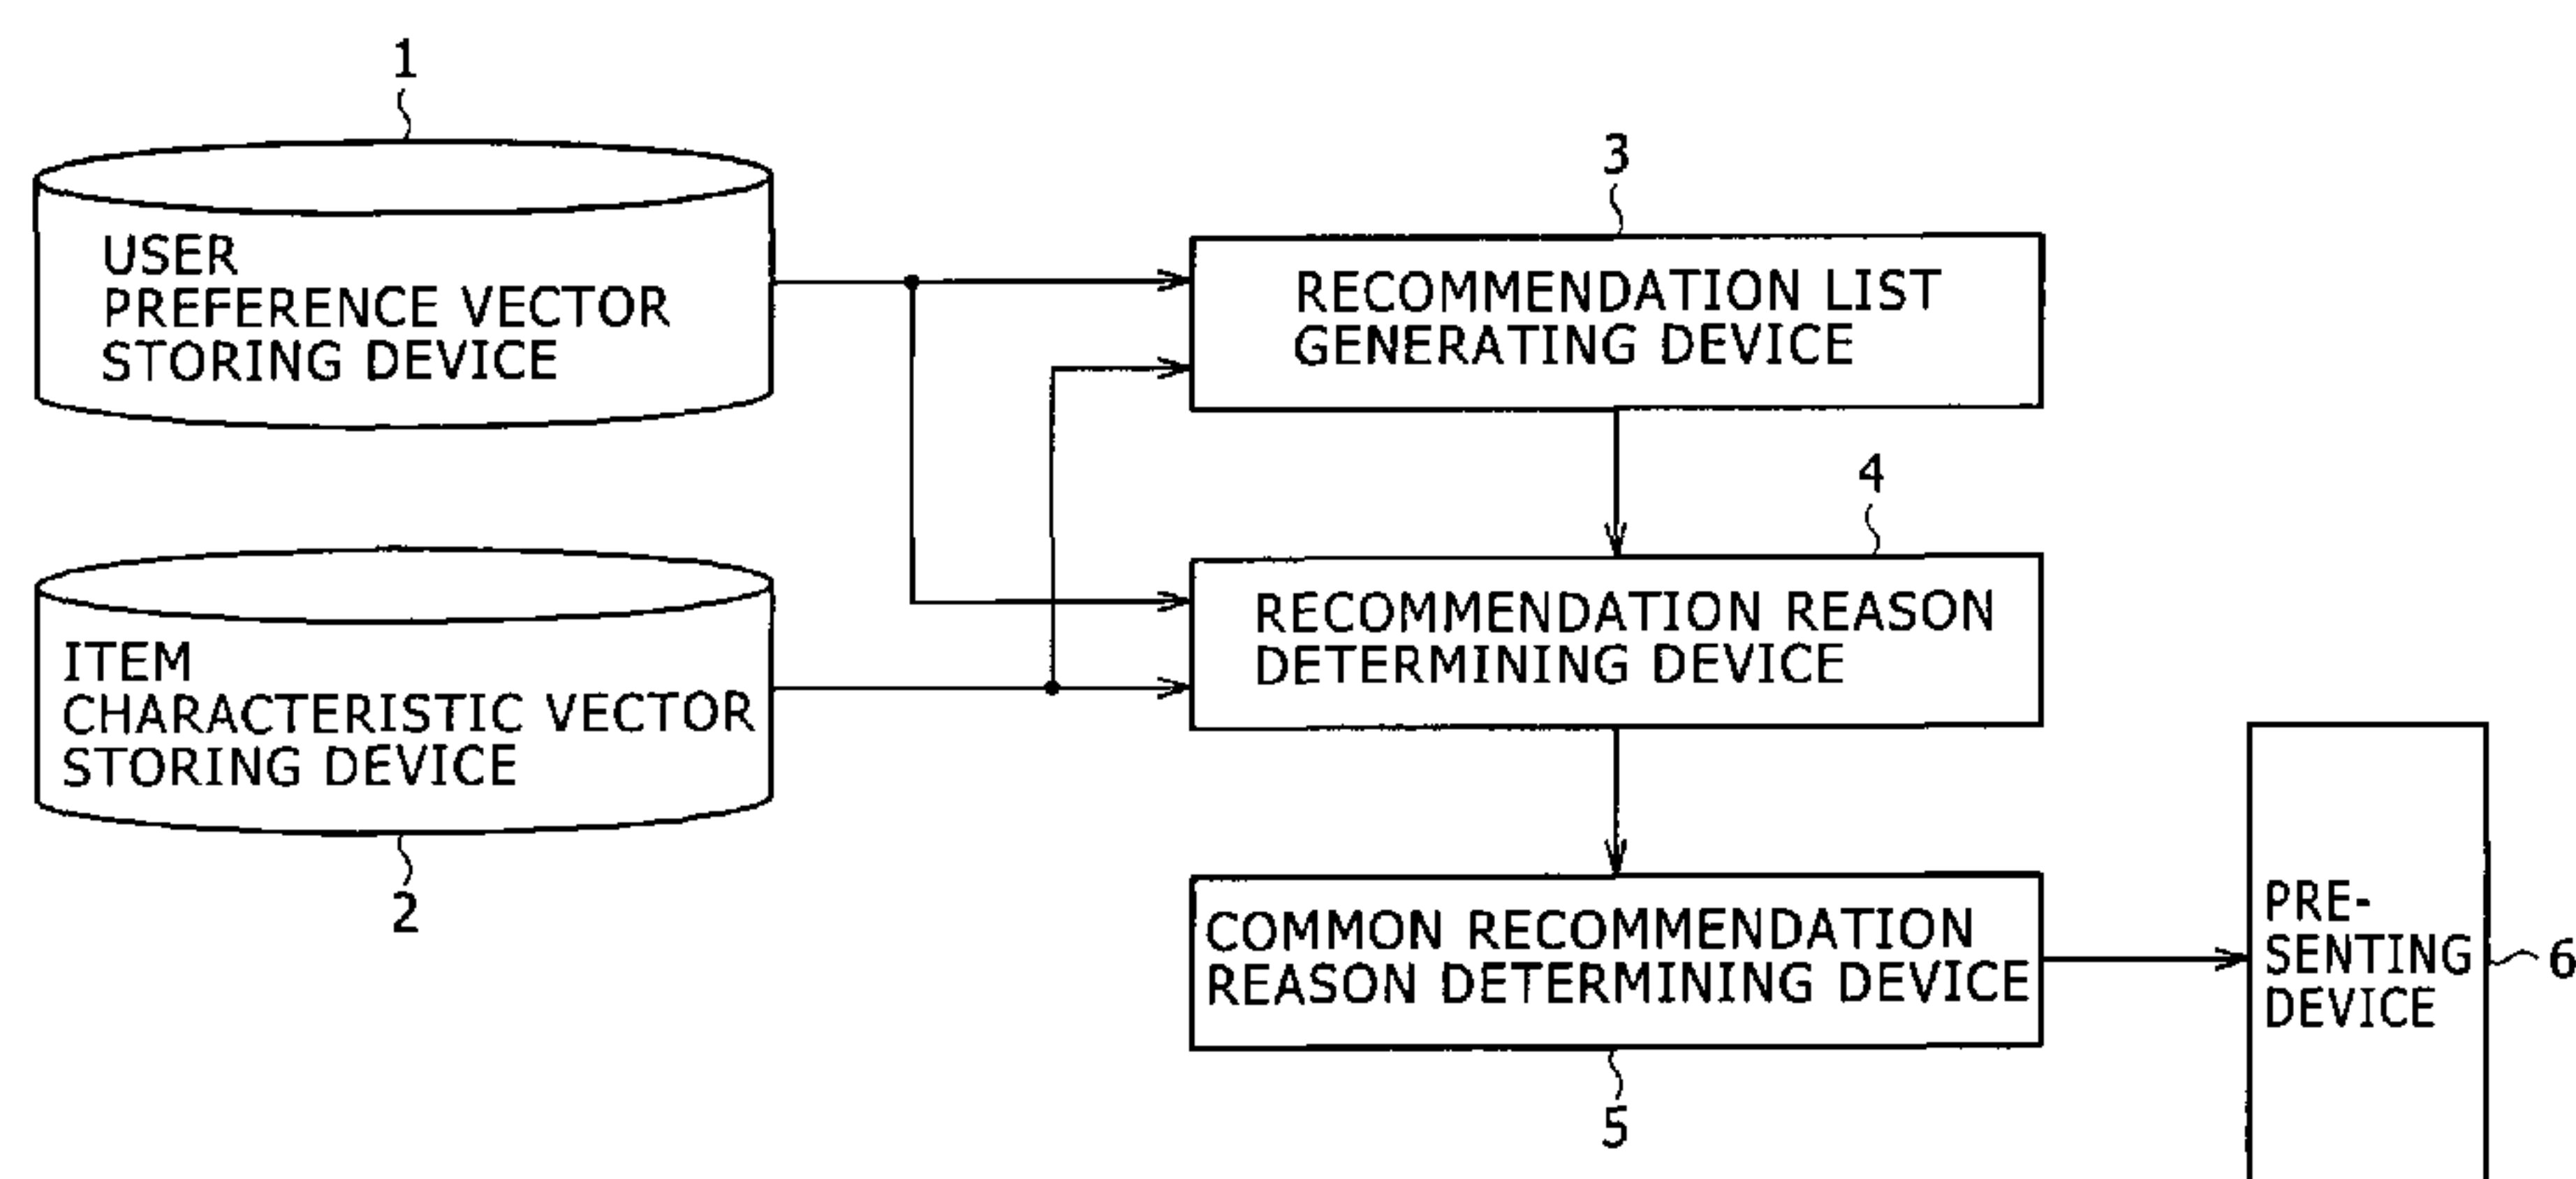 1
USER
PREFERENCE VECTOR
STORING DEVICE
3
RECOMMENDATION LIST
GENERATING DEVICE
4
RECOMMENDATION REASON
DETERMINING DEVICE
ITEM
CHARACTERISTIC VECTOR
STORING DEVICE
2
COMMON RECOMMENDATION
REASON DETERMINING DEVICE
5
PRE-
SENTING
DEVICE
6